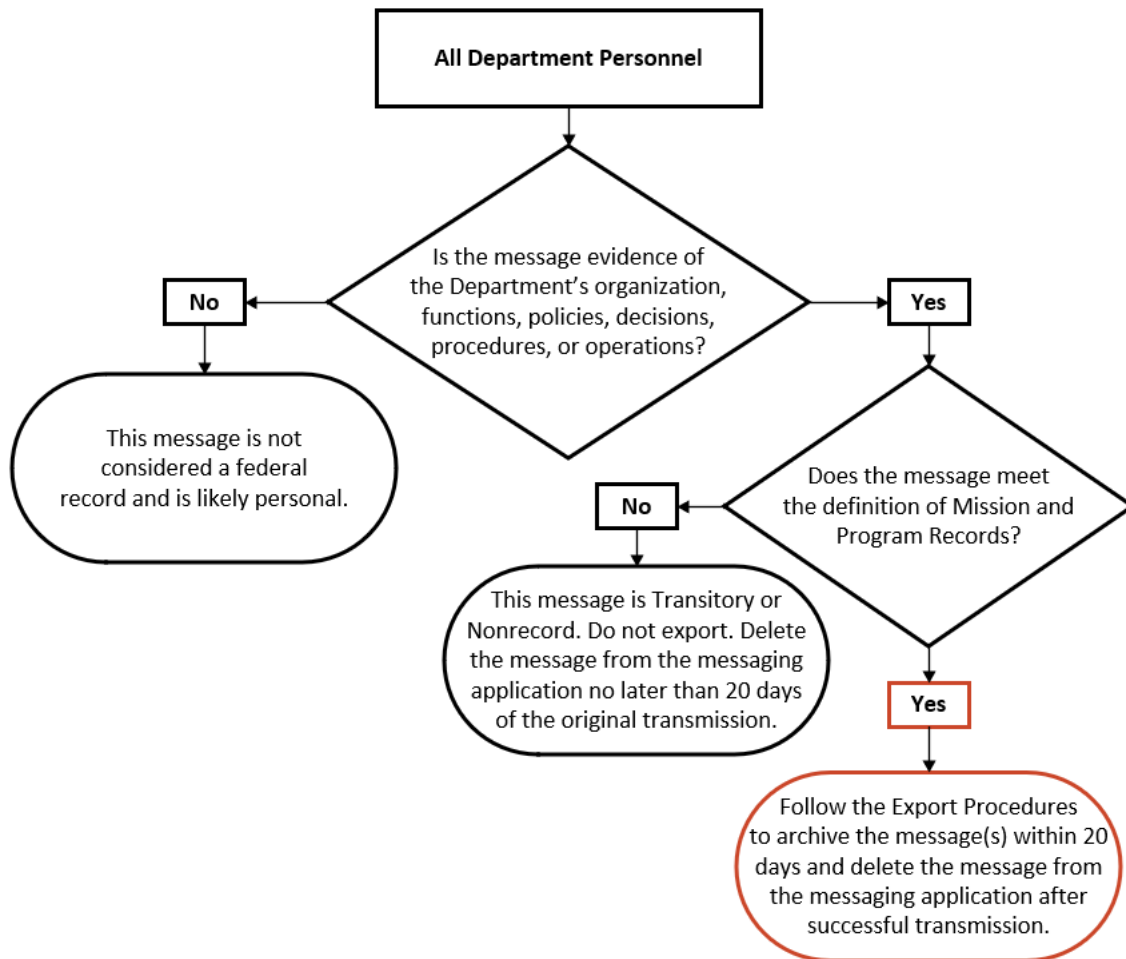 All Department Personnel
Is the message evidence of
the Department’s organization,
functions, policies, decisions,
procedures, or operations?
No
Yes
This message is not
considered a federal
record and is likely personal.
Does the message meet
the definition of Mission and
Program Records?
No
This message is Transitory or
Nonrecord. Do not export. Delete
the message from the messaging
application no later than 20 days
of the original transmission.
Yes
Follow the Export Procedures
to archive the message(s) within 20
days and delete the message from
the messaging application after
successful transmission.